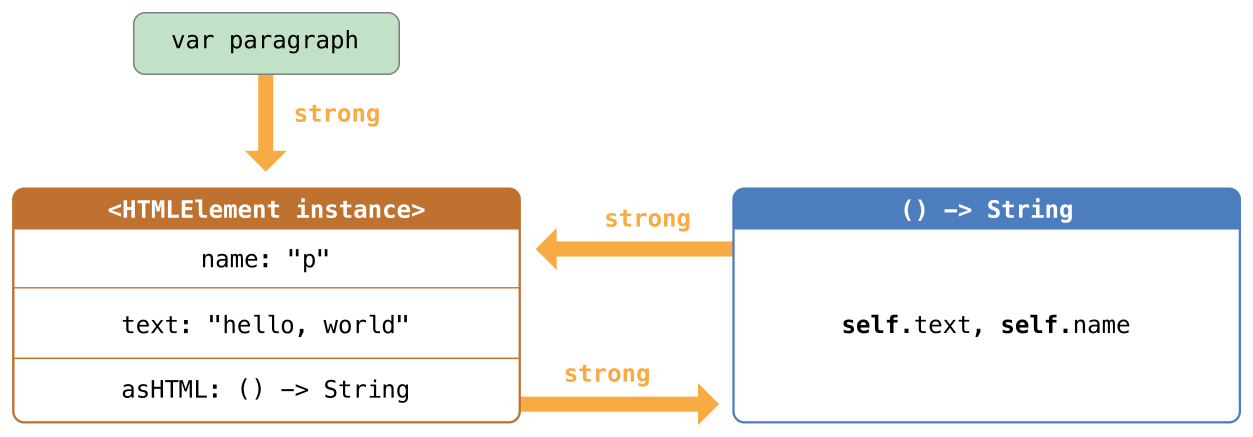 var paragraph
strong
<HTMLElement instance>
name: "p"
text: "hello, world"
asHTML: () -> String
strong
strong
() -> String
self.text, self.name